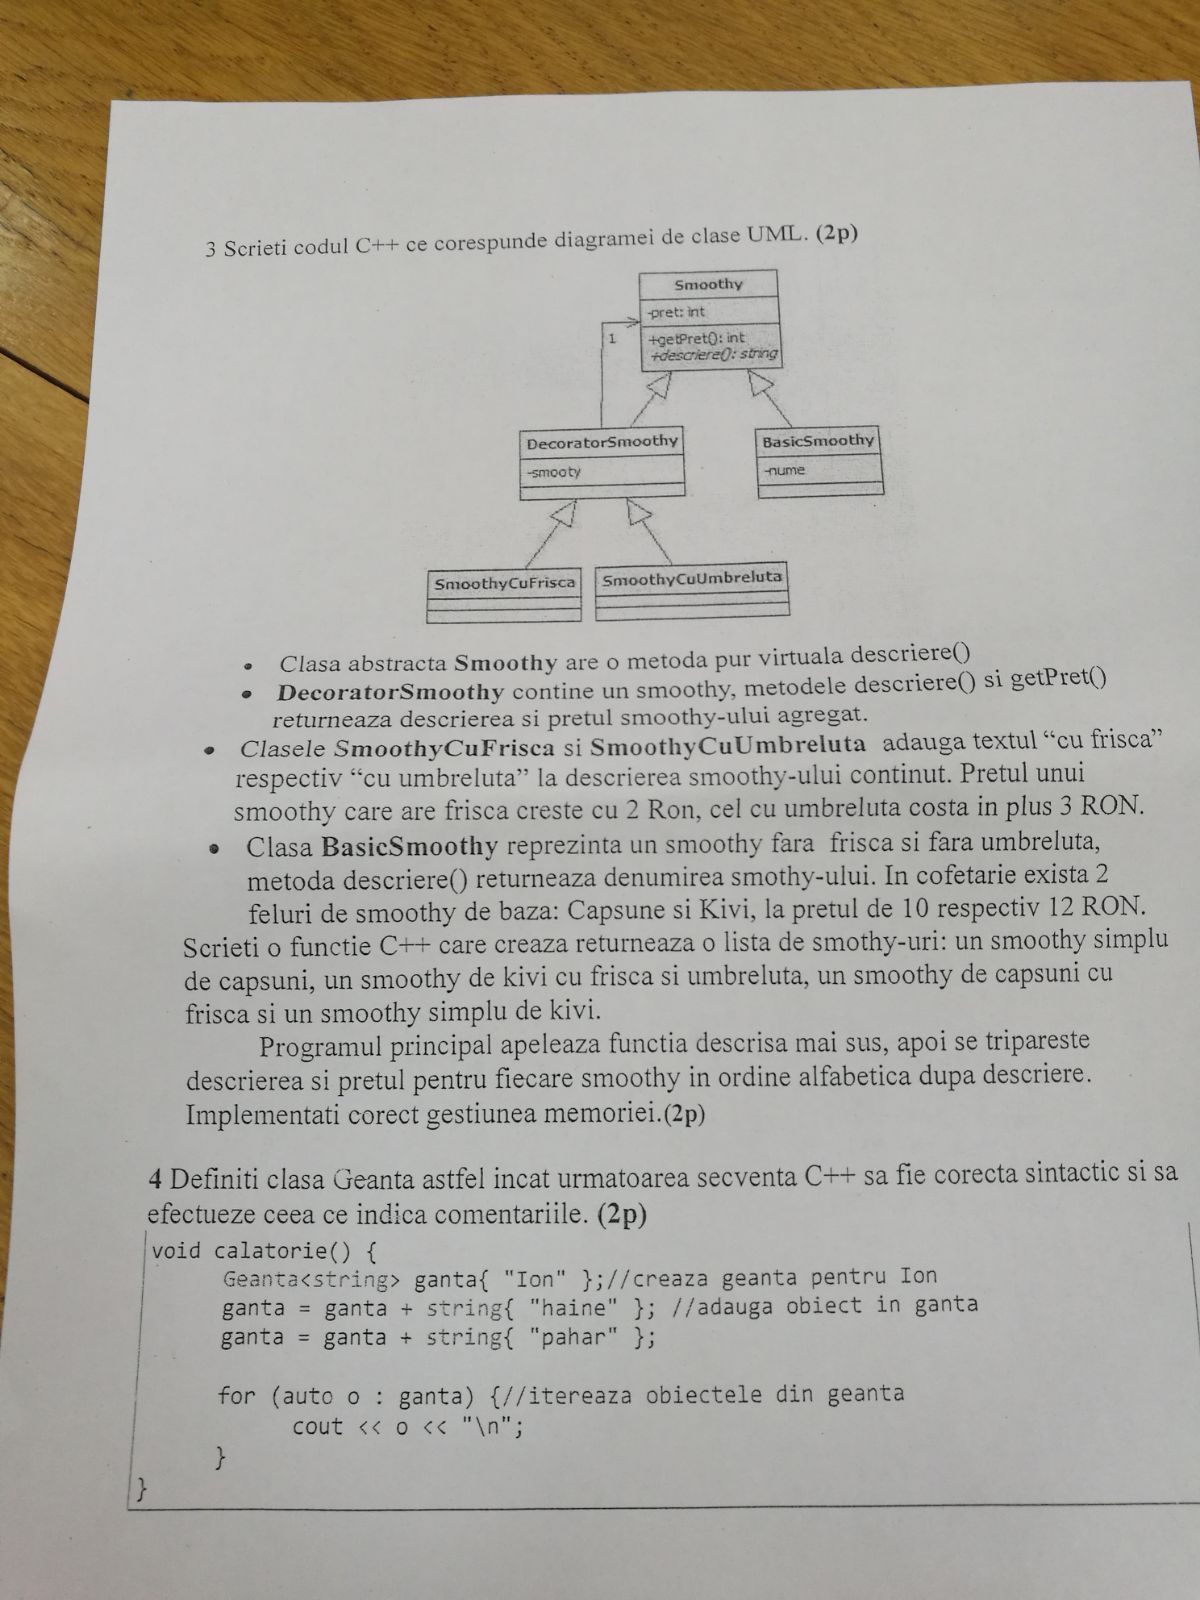 3 Scrieti codul C++ ce corespunde diagramei de clase UML. (2p)
Smoothy
-pret: int
1
+getPret(): int
+descriere(): string
DecoratorSmoothy
BasicSmoothy
-smooty
-nume
SmoothyCuFrisca
SmoothyCuUmbreluta
• Clasa abstracta Smoothy are o metoda pur virtuala descriere()
• DecoratorSmoothy contine un smoothy, metodele descriere() si getPret()
returneaza descrierea si pretul smoothy-ului agregat.
• Clasele SmoothyCuFrisca si SmoothyCuUmbreluta adauga textul “cu frisca”
respectiv “cu umbreluta” la descrierea smoothy-ului continut. Pretul unui
smoothy care are frisca creste cu 2 Ron, cel cu umbreluta costa in plus 3 RON.
• Clasa BasicSmoothy reprezinta un smoothy fara frisca si fara umbreluta,
metoda descriere() returneaza denumirea smothy-ului. In cofetarie exista 2
feluri de smoothy de baza: Capsune si Kivi, la pretul de 10 respectiv 12 RON.
Scrieti o functie C++ care creaza returneaza o lista de smothy-uri: un smoothy simplu
de capsuni, un smoothy de kivi cu frisca si umbreluta, un smoothy de capsuni cu
frisca si un smoothy simplu de kivi.
Programul principal apeleaza functia descrisa mai sus, apoi se tripareste
descrierea si pretul pentru fiecare smoothy in ordine alfabetica dupa descriere.
Implementati corect gestiunea memoriei.(2p)
4 Definiti clasa Geanta astfel incat urmatoarea secventa C++ sa fie corecta sintactic si sa
efectueze ceea ce indica comentariile. (2p)
void calatorie() {
Geanta<string> ganta{ "Ion" };//creaza geanta pentru Ion
ganta = ganta + string{ "haine" }; //adauga obiect in ganta
ganta = ganta + string{ "pahar" };
for (auto o : ganta) {//itereaza obiectele din geanta
cout << o << "\n";
}
}